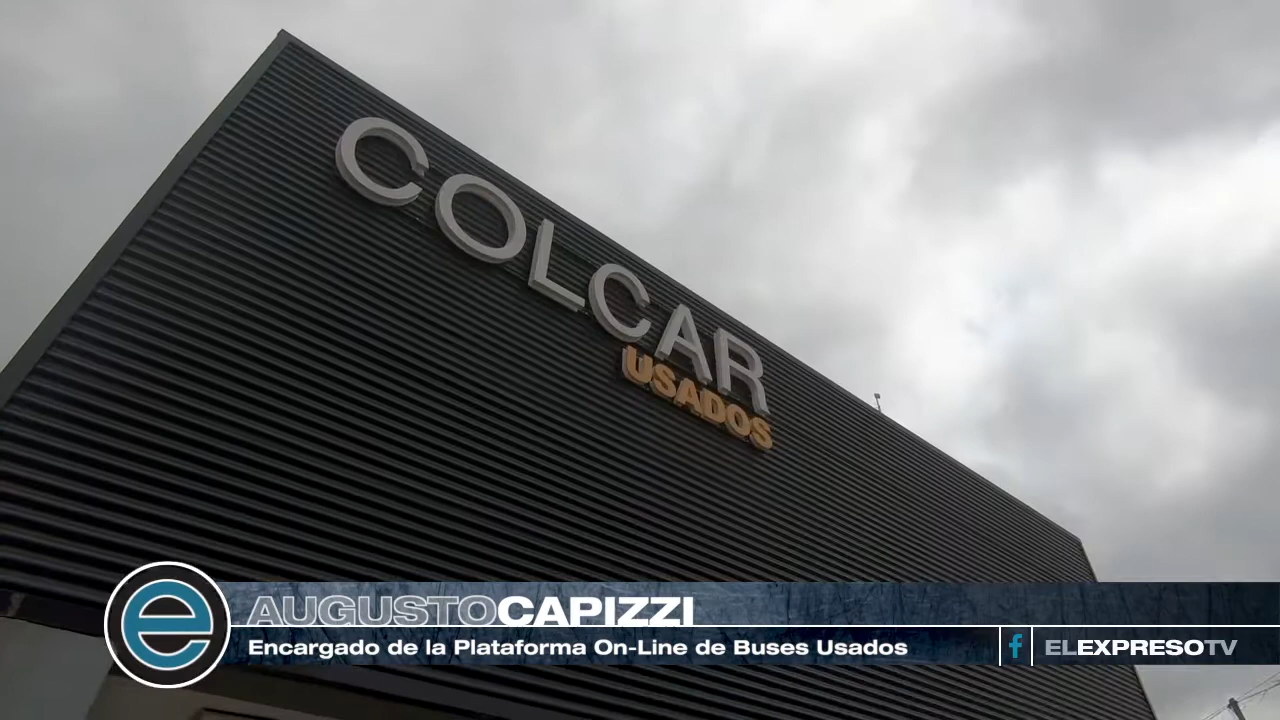 COLCAR
USADOS
e
AUGUSTOCAPIZZI
Encargado de la Plataforma On-Line de Buses Usados
f
ELEXPRESOTV